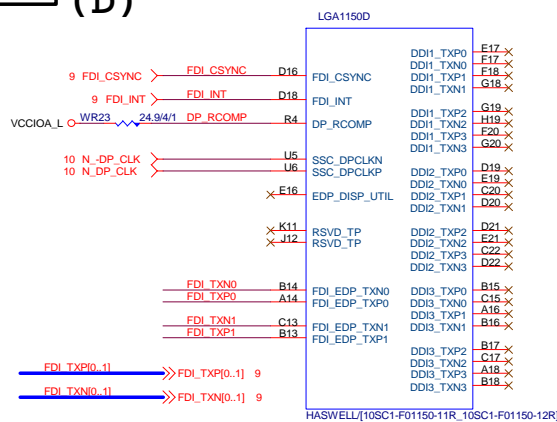 (D)
LGA1150D
9 FDI_CSYNC FDI_CSYNC D16 FDI_CSYNC
9 FDI_INT FDI_INT D18 FDI_INT
VCCIOA_L WR23 24.9/4/1 DP_RCOMP R4 DP_RCOMP
10 N_-DP_CLK U5 SSC_DPCLKN
10 N_DP_CLK U6 SSC_DPCLKP
E16 EDP_DISP_UTIL
K11 RSVD_TP
J12 RSVD_TP
FDI_TXN0 B14 FDI_EDP_TXN0
FDI_TXP0 A14 FDI_EDP_TXP0
FDI_TXN1 C13 FDI_EDP_TXN1
FDI_TXP1 B13 FDI_EDP_TXP1
FDI_TXP[0..1] FDI_TXP[0..1] 9
FDI_TXN[0..1] FDI_TXN[0..1] 9
DDI1_TXP0 E17
DDI1_TXN0 F17
DDI1_TXP1 F18
DDI1_TXN1 G18
DDI1_TXP2 G19
DDI1_TXN2 H19
DDI1_TXP3 F20
DDI1_TXN3 G20
DDI2_TXP0 D19
DDI2_TXN0 E19
DDI2_TXP1 C20
DDI2_TXN1 D20
DDI2_TXP2 D21
DDI2_TXN2 E21
DDI2_TXP3 C22
DDI2_TXN3 D22
DDI3_TXP0 B15
DDI3_TXN0 C15
DDI3_TXP1 A16
DDI3_TXN1 B16
DDI3_TXP2 B17
DDI3_TXN2 C17
DDI3_TXP3 A18
DDI3_TXN3 B18
HASWELL/[10SC1-F01150-11R_10SC1-F01150-12R]